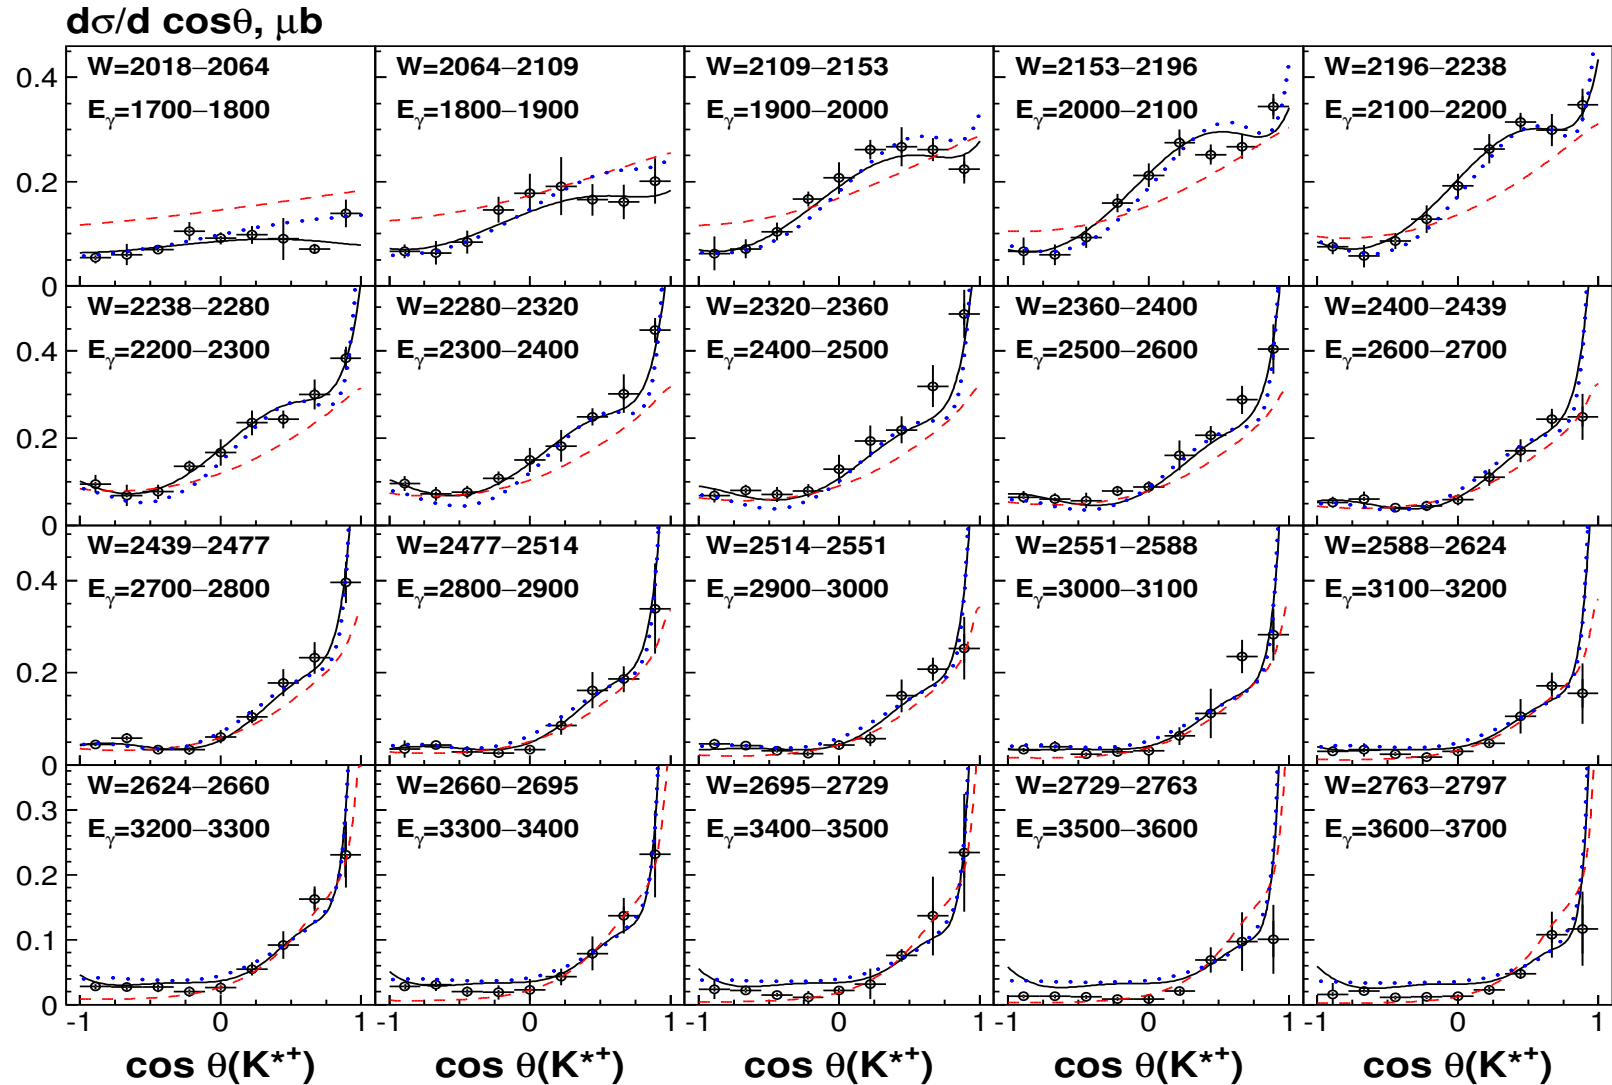 dσ/d cosθ, μb
W=2018–2064 W=2064–2109 W=2109–2153 W=2153–2196 W=2196–2238
0.4
E_γ=1700–1800 E_γ=1800–1900 E_γ=1900–2000 E_γ=2000–2100 E_γ=2100–2200
0.2
0
W=2238–2280 W=2280–2320 W=2320–2360 W=2360–2400 W=2400–2439
0.4
E_γ=2200–2300 E_γ=2300–2400 E_γ=2400–2500 E_γ=2500–2600 E_γ=2600–2700
0.2
0
W=2439–2477 W=2477–2514 W=2514–2551 W=2551–2588 W=2588–2624
0.4
E_γ=2700–2800 E_γ=2800–2900 E_γ=2900–3000 E_γ=3000–3100 E_γ=3100–3200
0.2
0
W=2624–2660 W=2660–2695 W=2695–2729 W=2729–2763 W=2763–2797
0.3
E_γ=3200–3300 E_γ=3300–3400 E_γ=3400–3500 E_γ=3500–3600 E_γ=3600–3700
0.2
0.1
0
-1 0 1 -1 0 1 -1 0 1 -1 0 1 -1 0 1
cos θ(K*+) cos θ(K*+) cos θ(K*+) cos θ(K*+) cos θ(K*+)